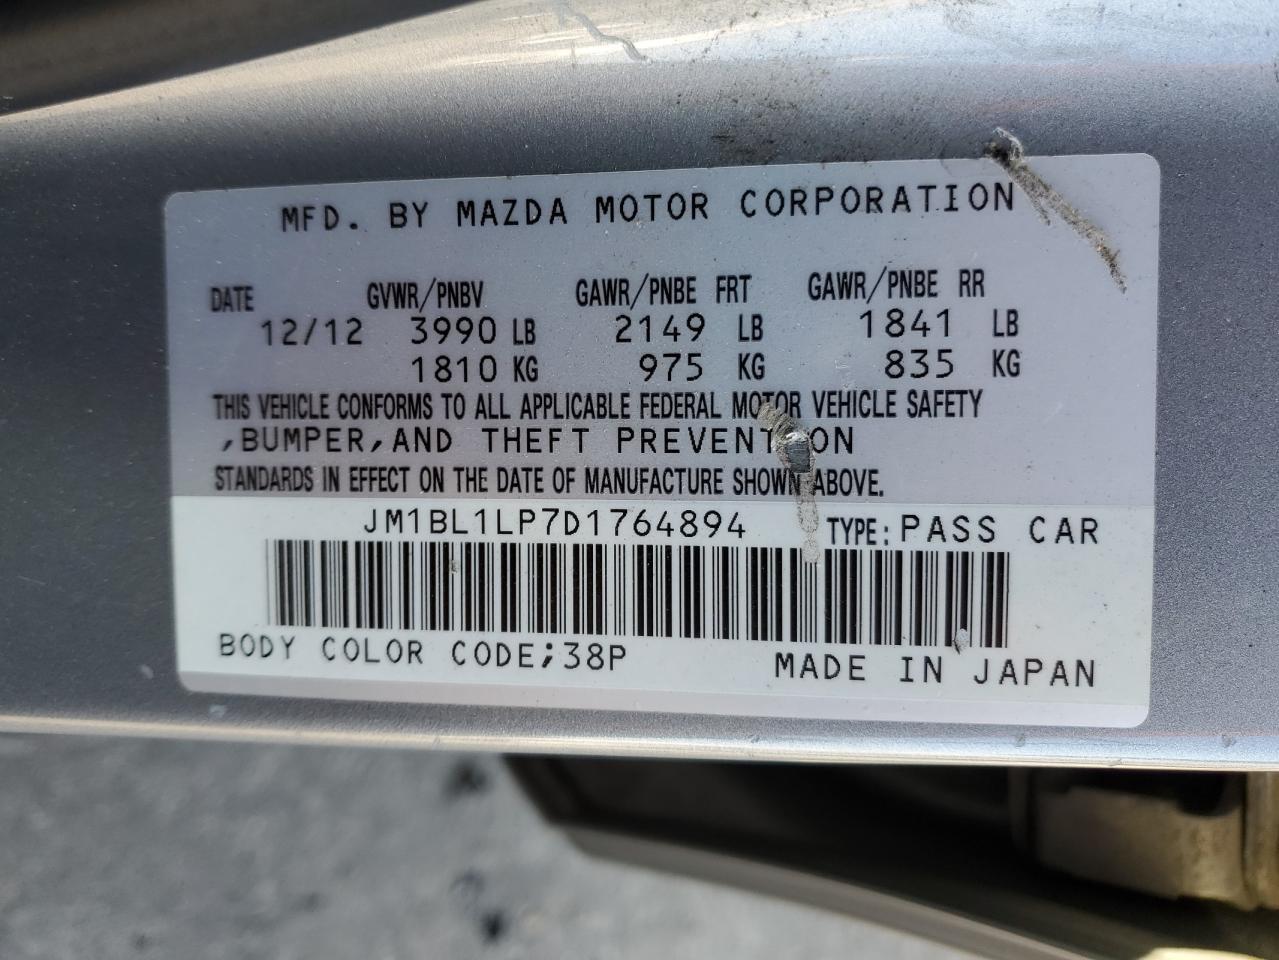 MFD. BY MAZDA MOTOR CORPORATION
DATE GVWR/PNBV GAWR/PNBE FRT GAWR/PNBE RR
12/12 3990 LB 2149 LB 1841 LB
1810 KG 975 KG 835 KG
THIS VEHICLE CONFORMS TO ALL APPLICABLE FEDERAL MOTOR VEHICLE SAFETY
,BUMPER,AND THEFT PREVENTION
STANDARDS IN EFFECT ON THE DATE OF MANUFACTURE SHOWN ABOVE.
JM1BL1LP7D1764894 TYPE: PASS CAR
BODY COLOR CODE;38P MADE IN JAPAN